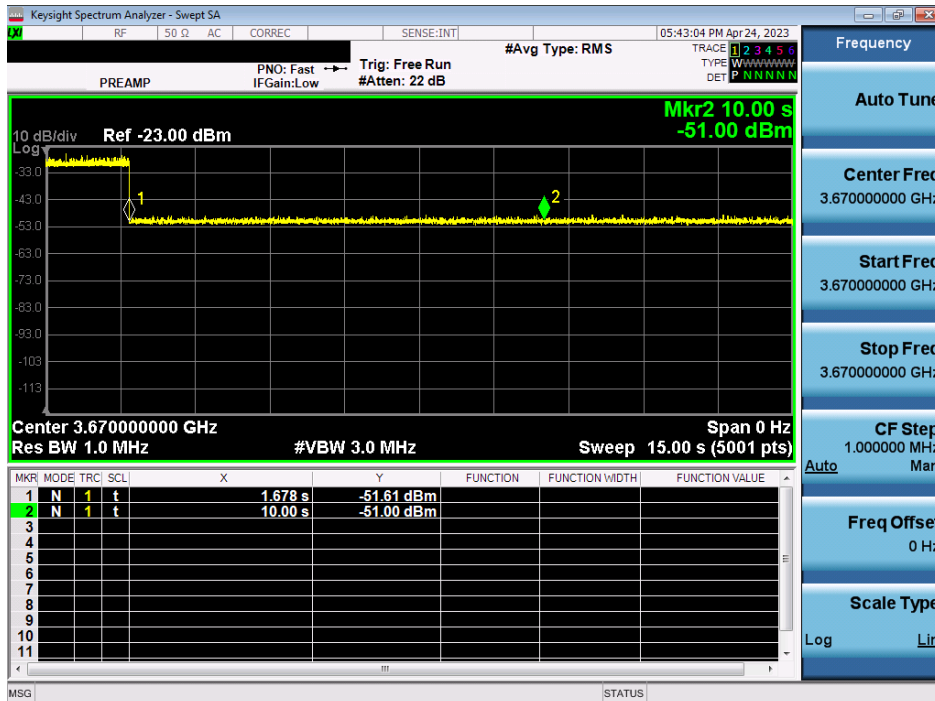 Keysight Spectrum Analyzer - Swept SA
LXI RF 50 Ω AC CORREC SENSE:INT 05:43:04 PM Apr 24, 2023
#Avg Type: RMS TRACE 1 2 3 4 5 6
PNO: Fast Trig: Free Run TYPE WWWWWWW
PREAMP IFGain:Low #Atten: 22 dB DET P N N N N N
Mkr2 10.00 s
10 dB/div Ref -23.00 dBm -51.00 dBm
Log
-33.0
-43.0
1
2
-53.0
-63.0
-73.0
-83.0
-93.0
-103
-113
Center 3.670000000 GHz Span 0 Hz
Res BW 1.0 MHz #VBW 3.0 MHz Sweep 15.00 s (5001 pts)
MKR MODE TRC SCL X Y FUNCTION FUNCTION WIDTH FUNCTION VALUE
1 N 1 t 1.678 s -51.61 dBm
2 N 1 t 10.00 s -51.00 dBm
3
4
5
6
7
8
9
10
11
MSG STATUS
Frequency
Auto Tune
Center Freq
3.670000000 GHz
Start Freq
3.670000000 GHz
Stop Freq
3.670000000 GHz
CF Step
1.000000 MHz
Auto Man
Freq Offset
0 Hz
Scale Type
Log Lin